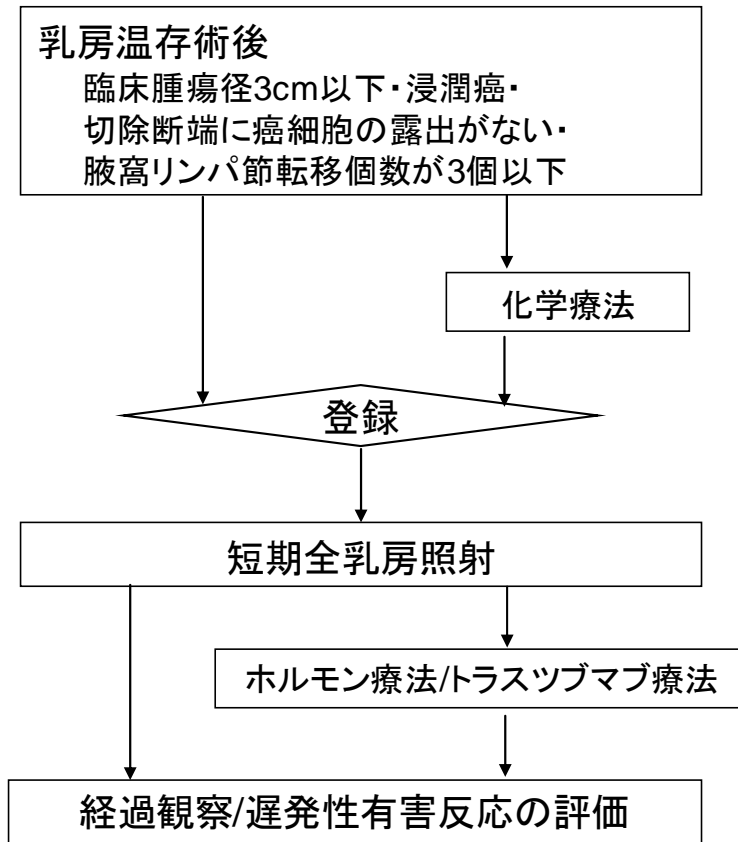 乳房温存術後
臨床腫瘍径3cm以下・浸潤癌・
切除断端に癌細胞の露出がない・
腋窩リンパ節転移個数が3個以下
化学療法
登録
短期全乳房照射
ホルモン療法/トラスツブマブ療法
経過観察/遅発性有害反応の評価